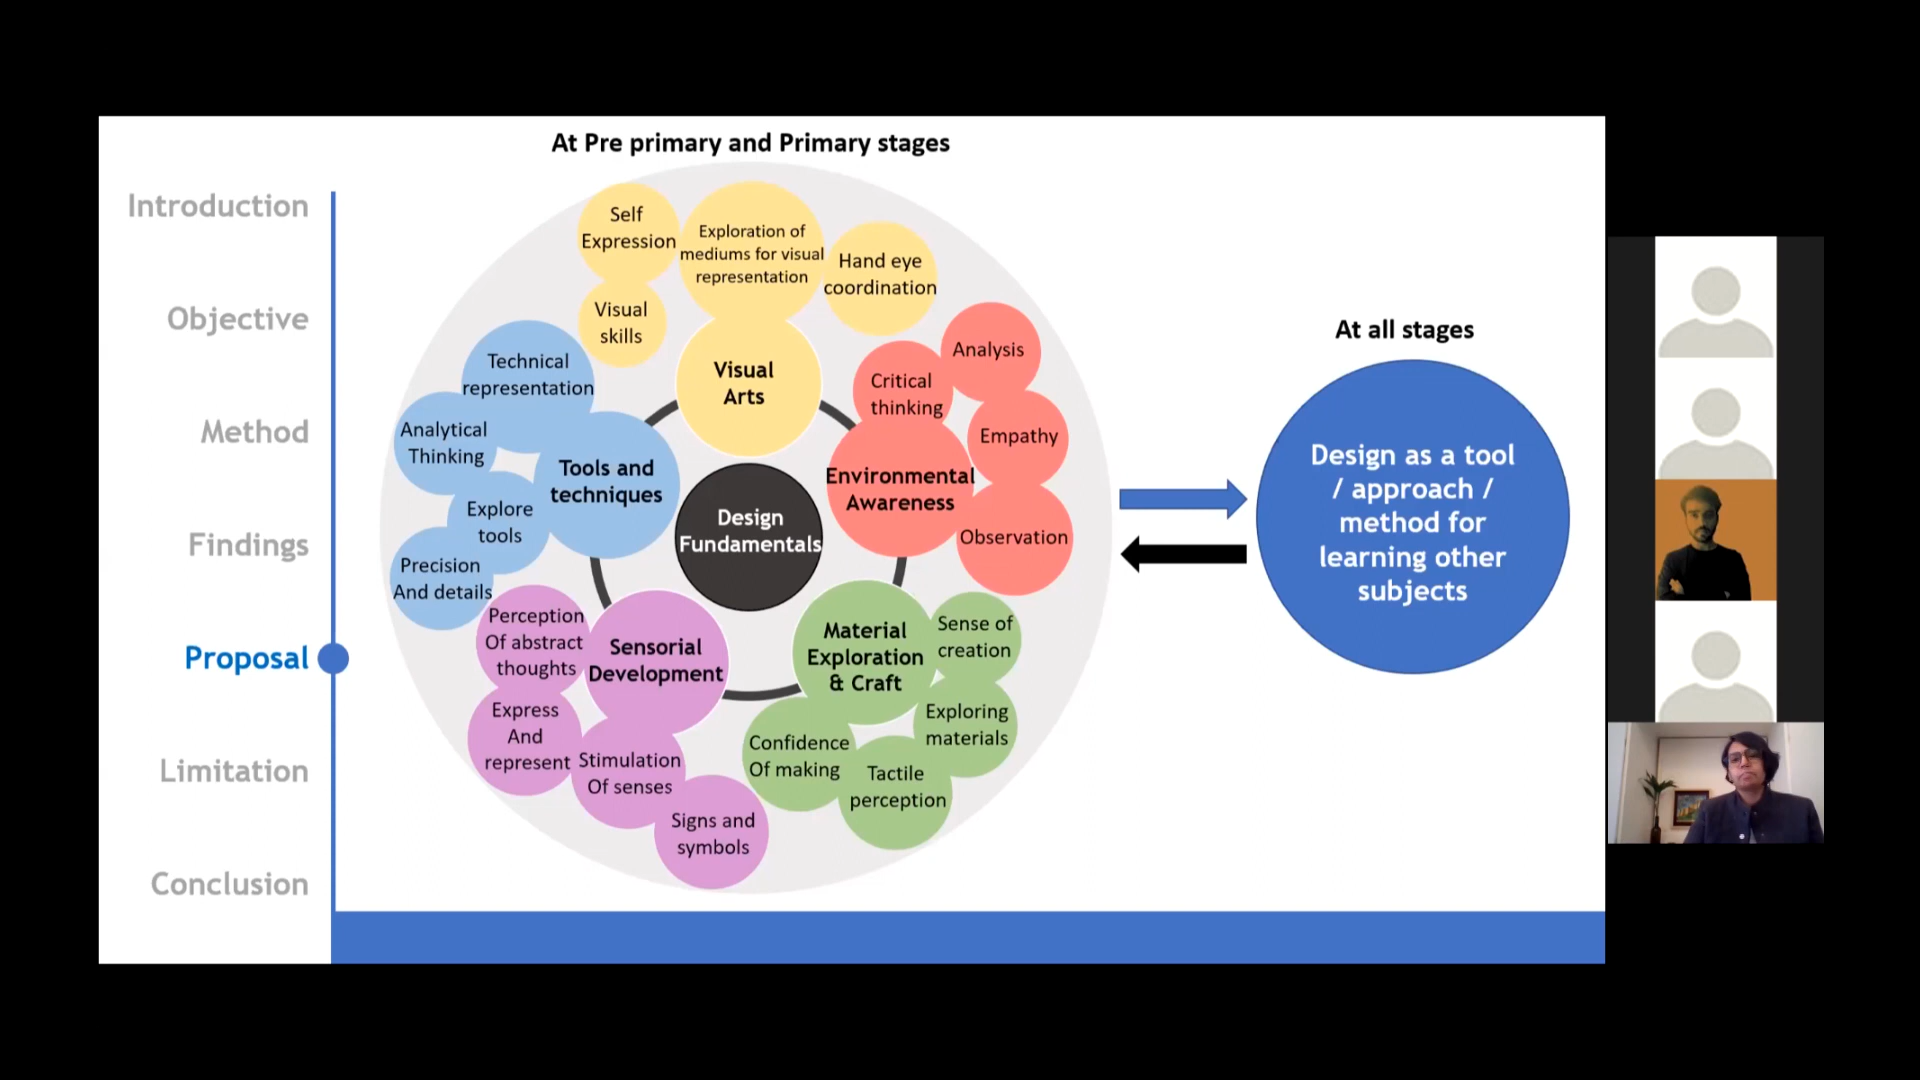 At Pre primary and Primary stages
Introduction
Objective
Method
Findings
Proposal
Limitation
Conclusion
Self
Expression
Exploration of
mediums for visual
representation
Hand eye
coordination
Visual
skills
Visual
Arts
Technical
representation
Analytical
Thinking
Explore
tools
Precision
And details
Tools and
techniques
Critical
thinking
Analysis
Empathy
Observation
Environmental
Awareness
Design
Fundamentals
Perception
Of abstract
thoughts
Express
And
represent
Stimulation
Of senses
Signs and
symbols
Sensorial
Development
Material
Exploration
& Craft
Sense of
creation
Exploring
materials
Confidence
Of making
Tactile
perception
At all stages
Design as a tool
/ approach /
method for
learning other
subjects